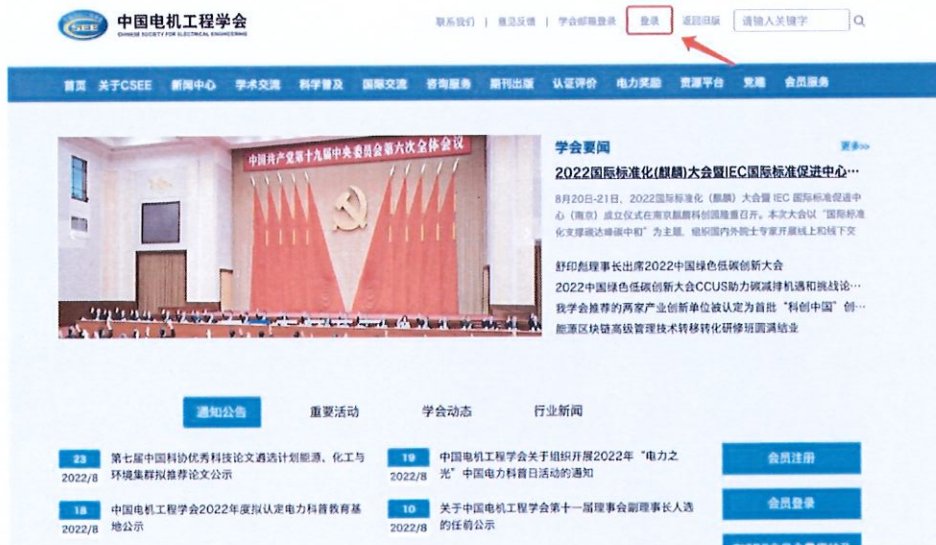 中国电机工程学会
CHINESE SOCIETY FOR ELECTRICAL ENGINEERING
CSEE
联系我们 | 意见反馈 | 学会邮箱登录 登录 返回旧版 请输入关键字
首页 关于CSEE 新闻中心 学术交流 科学普及 国际交流 咨询服务 期刊出版 认证评价 电力奖励 资源平台 党建 会员服务
中国共产党第十九届中央委员会第六次全体会议
学会要闻 更多>>
2022国际标准化(麒麟)大会暨IEC国际标准促进中心…
8月20日-21日，2022国际标准化（麒麟）大会暨 IEC 国际标准促进中
心（南京）成立仪式在南京麒麟科创园隆重召开。本次大会以“国际标准
化支撑碳达峰碳中和”为主题，组织国内外院士专家开展线上和线下交
舒印彪理事长出席2022中国绿色低碳创新大会
2022中国绿色低碳创新大会CCUS助力碳减排机遇和挑战论…
我学会推荐的两家产业创新单位被认定为首批“科创中国”创…
能源区块链高级管理技术转移转化研修班圆满结业
通知公告 重要活动 学会动态 行业新闻
23
2022/8
第七届中国科协优秀科技论文遴选计划能源、化工与
环境集群拟推荐论文公示
19
2022/8
中国电机工程学会关于组织开展2022年“电力之
光”中国电力科普日活动的通知
18
2022/8
中国电机工程学会2022年度拟认定电力科普教育基
地公示
10
2022/8
关于中国电机工程学会第十一届理事会副理事长人选
的任前公示
会员注册
会员登录